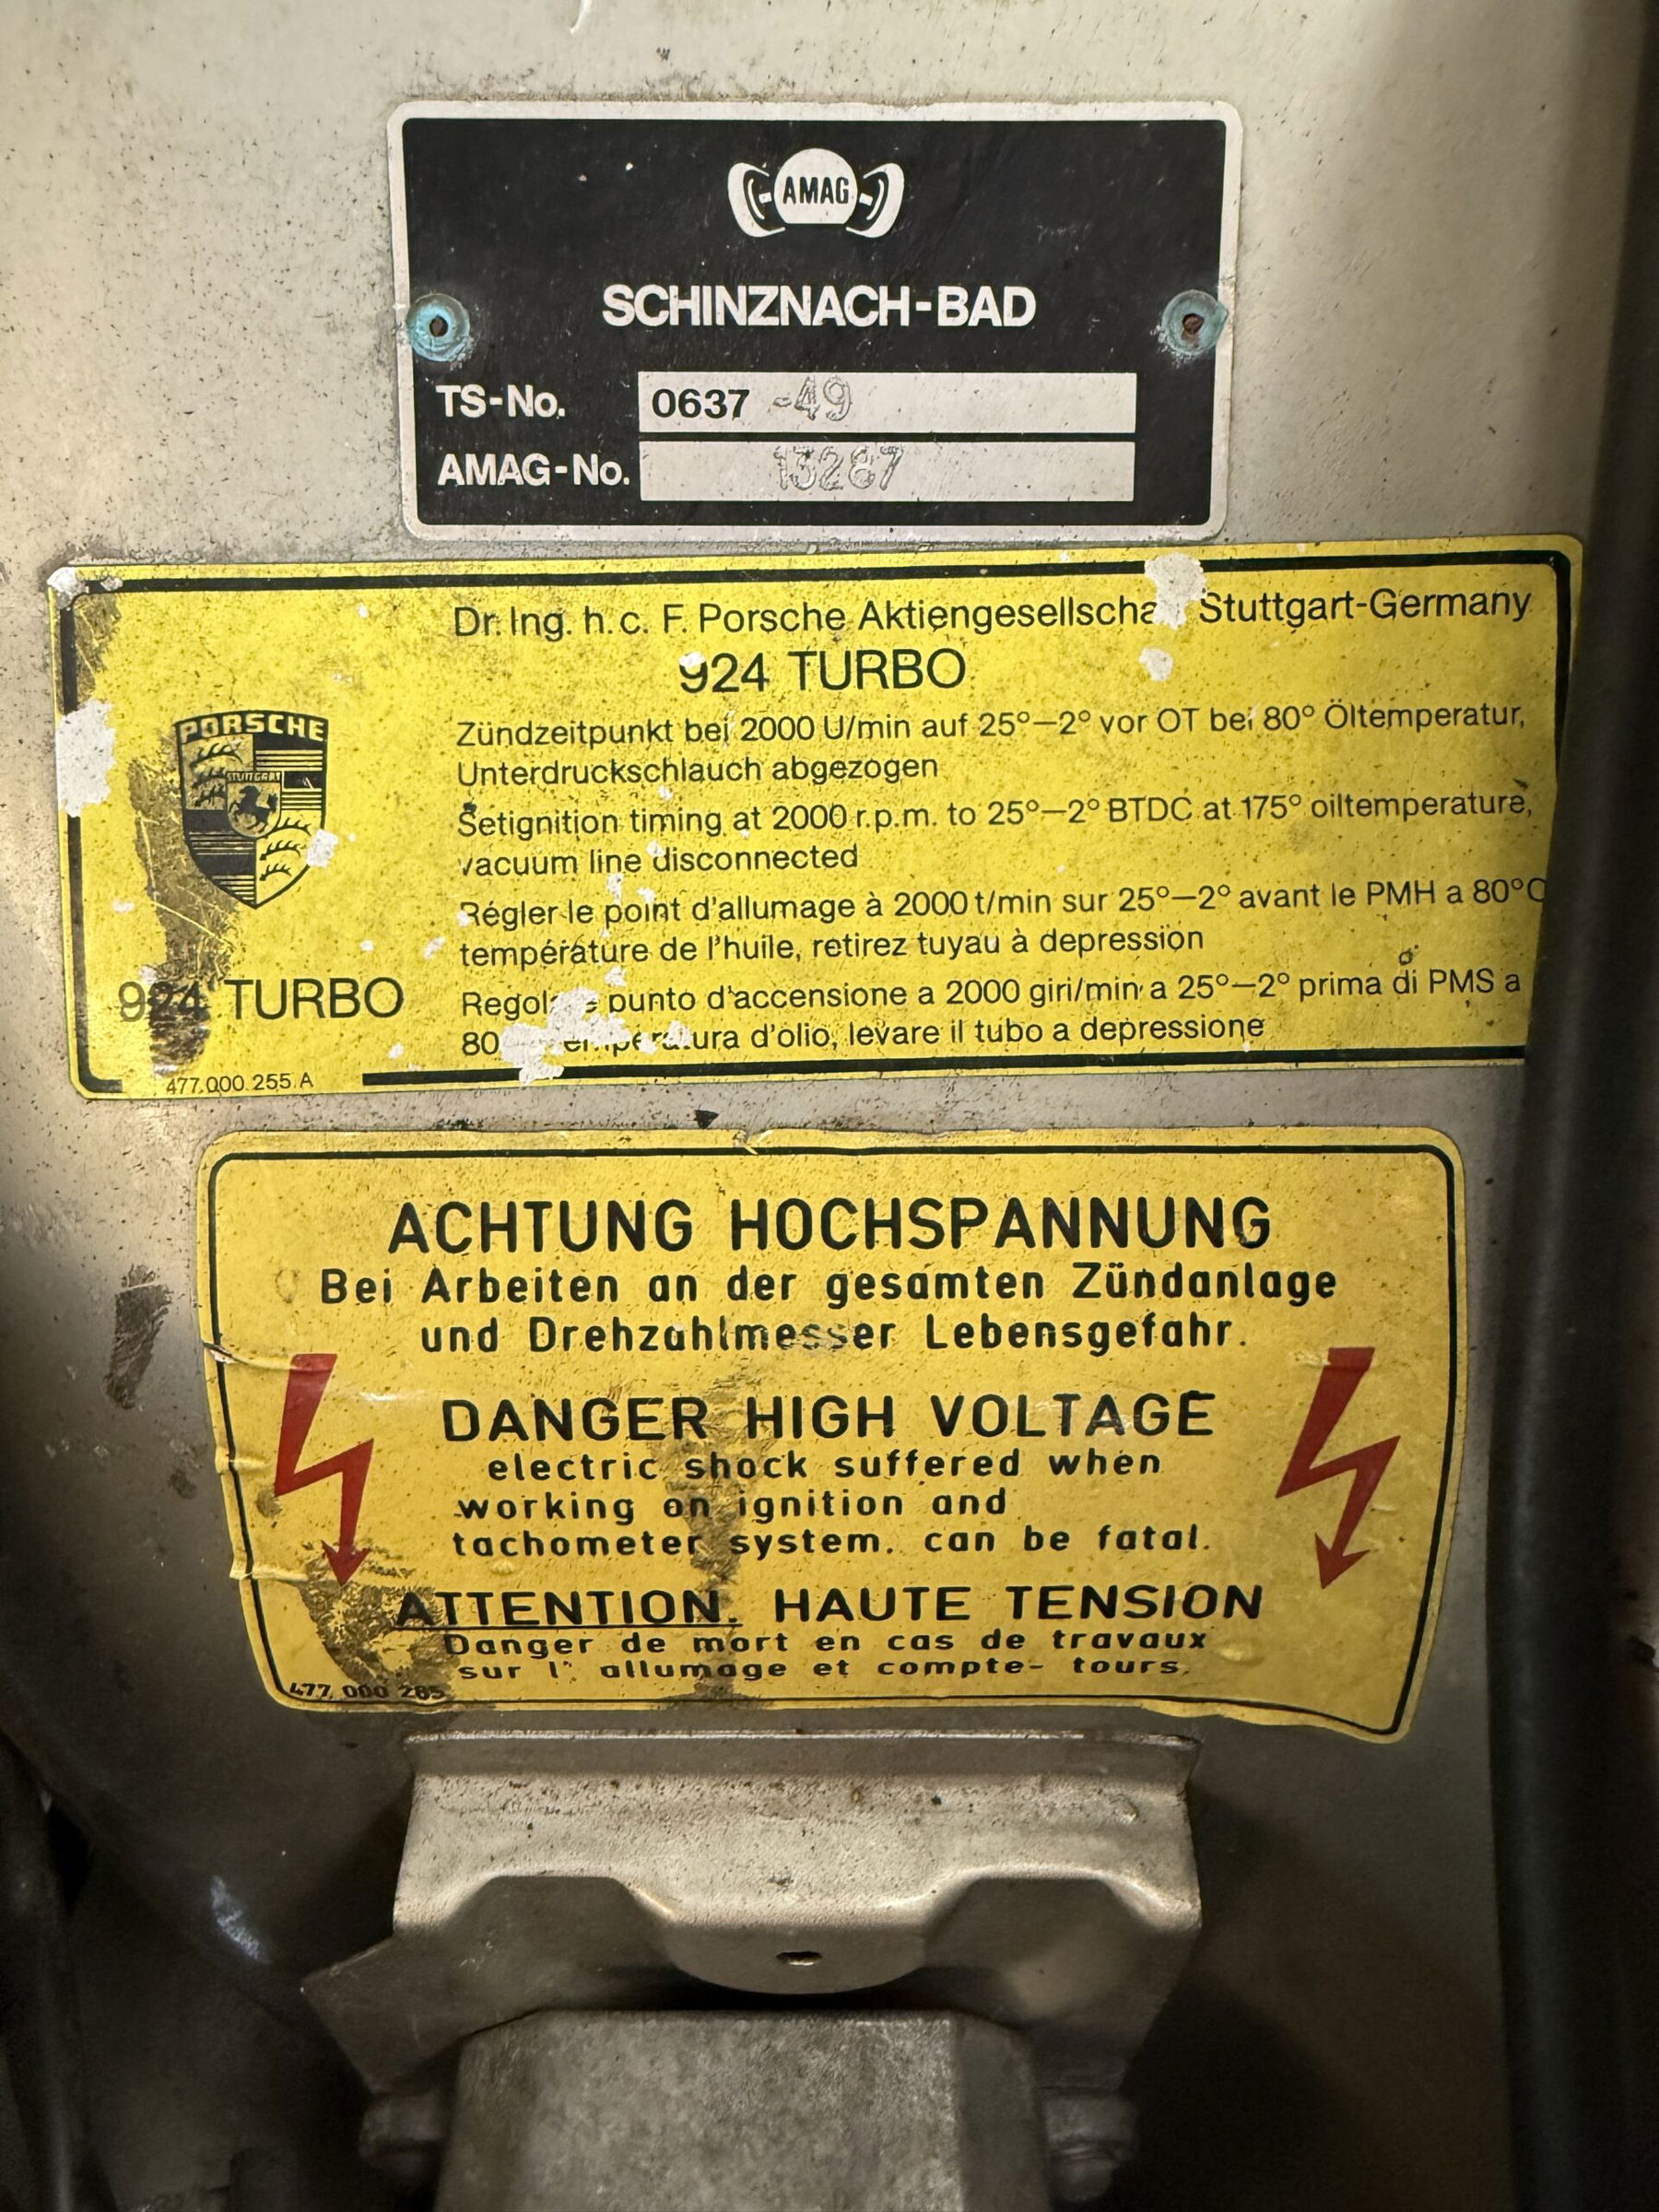 AMAG
SCHINZNACH-BAD
TS-No. 0637 -49
AMAG-No. 13287
Dr. Ing. h. c. F. Porsche Stuttgart-Germany
924 TURBO
Zündzeitpunkt bei 2000 U/min auf 25°–2° vor OT bei 80° Öltemperatur,
Unterdruckschlauch abgezogen
Setignition timing at 2000 r.p.m. to 25°–2° BTDC at 175° oiltemperature,
vacuum line disconnected
Régler le point d'allumage à 2000 t/min sur 25°–2° avant le PMH a 80°C
température de l'huile, retirez tuyau à depression
punto d'accensione a 2000 giri/min a 25°–2° prima di PMS a
80 d'olio, levare il tubo a depressione
PORSCHE
STUTTGART
924 TURBO
477.000.255.A
ACHTUNG HOCHSPANNUNG
Bei Arbeiten an der gesamten Zündanlage
und Drehzahlmesser Lebensgefahr.
DANGER HIGH VOLTAGE
electric shock suffered when
working on ignition and
tachometer system. can be fatal.
ATTENTION. HAUTE TENSION
Danger de mort en cas de travaux
sur l' allumage et compte- tours.
477. 000 285